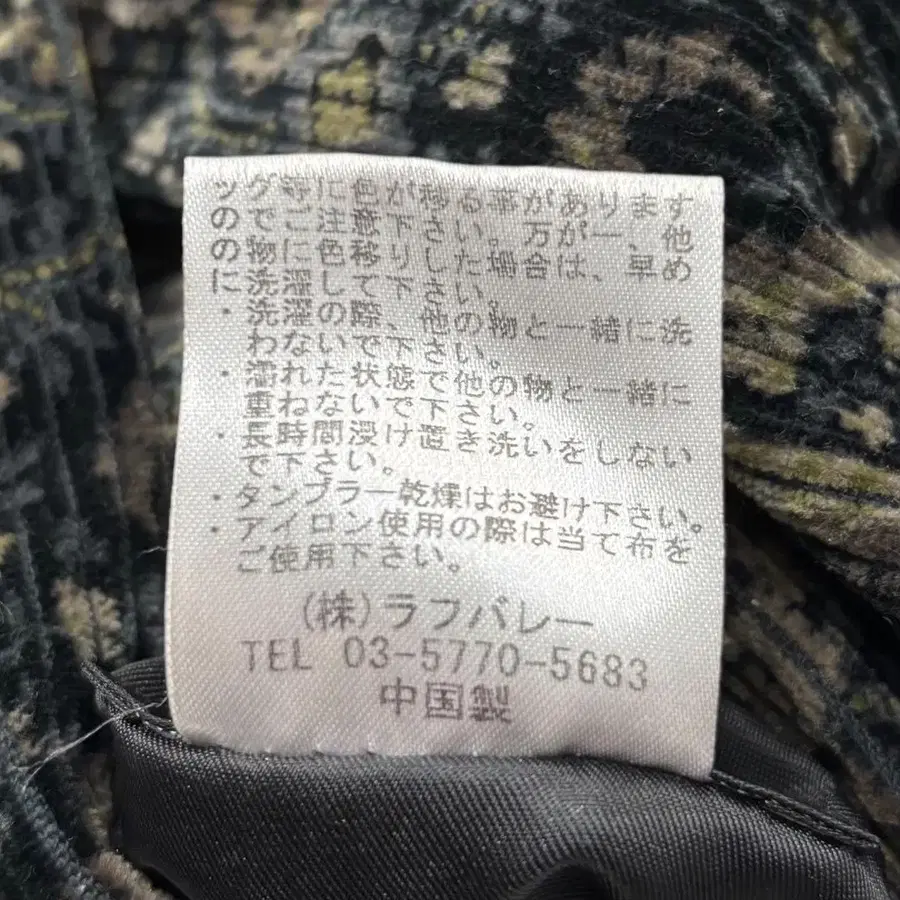 ッグ等に色が移る事があります
のでご注意下さい。万が一、他
の物に色移りした場合は、早め
に洗濯して下さい。
・洗濯の際、他の物と一緒に洗
わないで下さい。
・濡れた状態で他の物と一緒に
重ねないで下さい。
・長時間浸け置き洗いをしない
で下さい。
・タンブラー乾燥はお避け下さい。
・アイロン使用の際は当て布を
ご使用下さい。
(株)ラフバレー
TEL 03-5770-5683
中国製